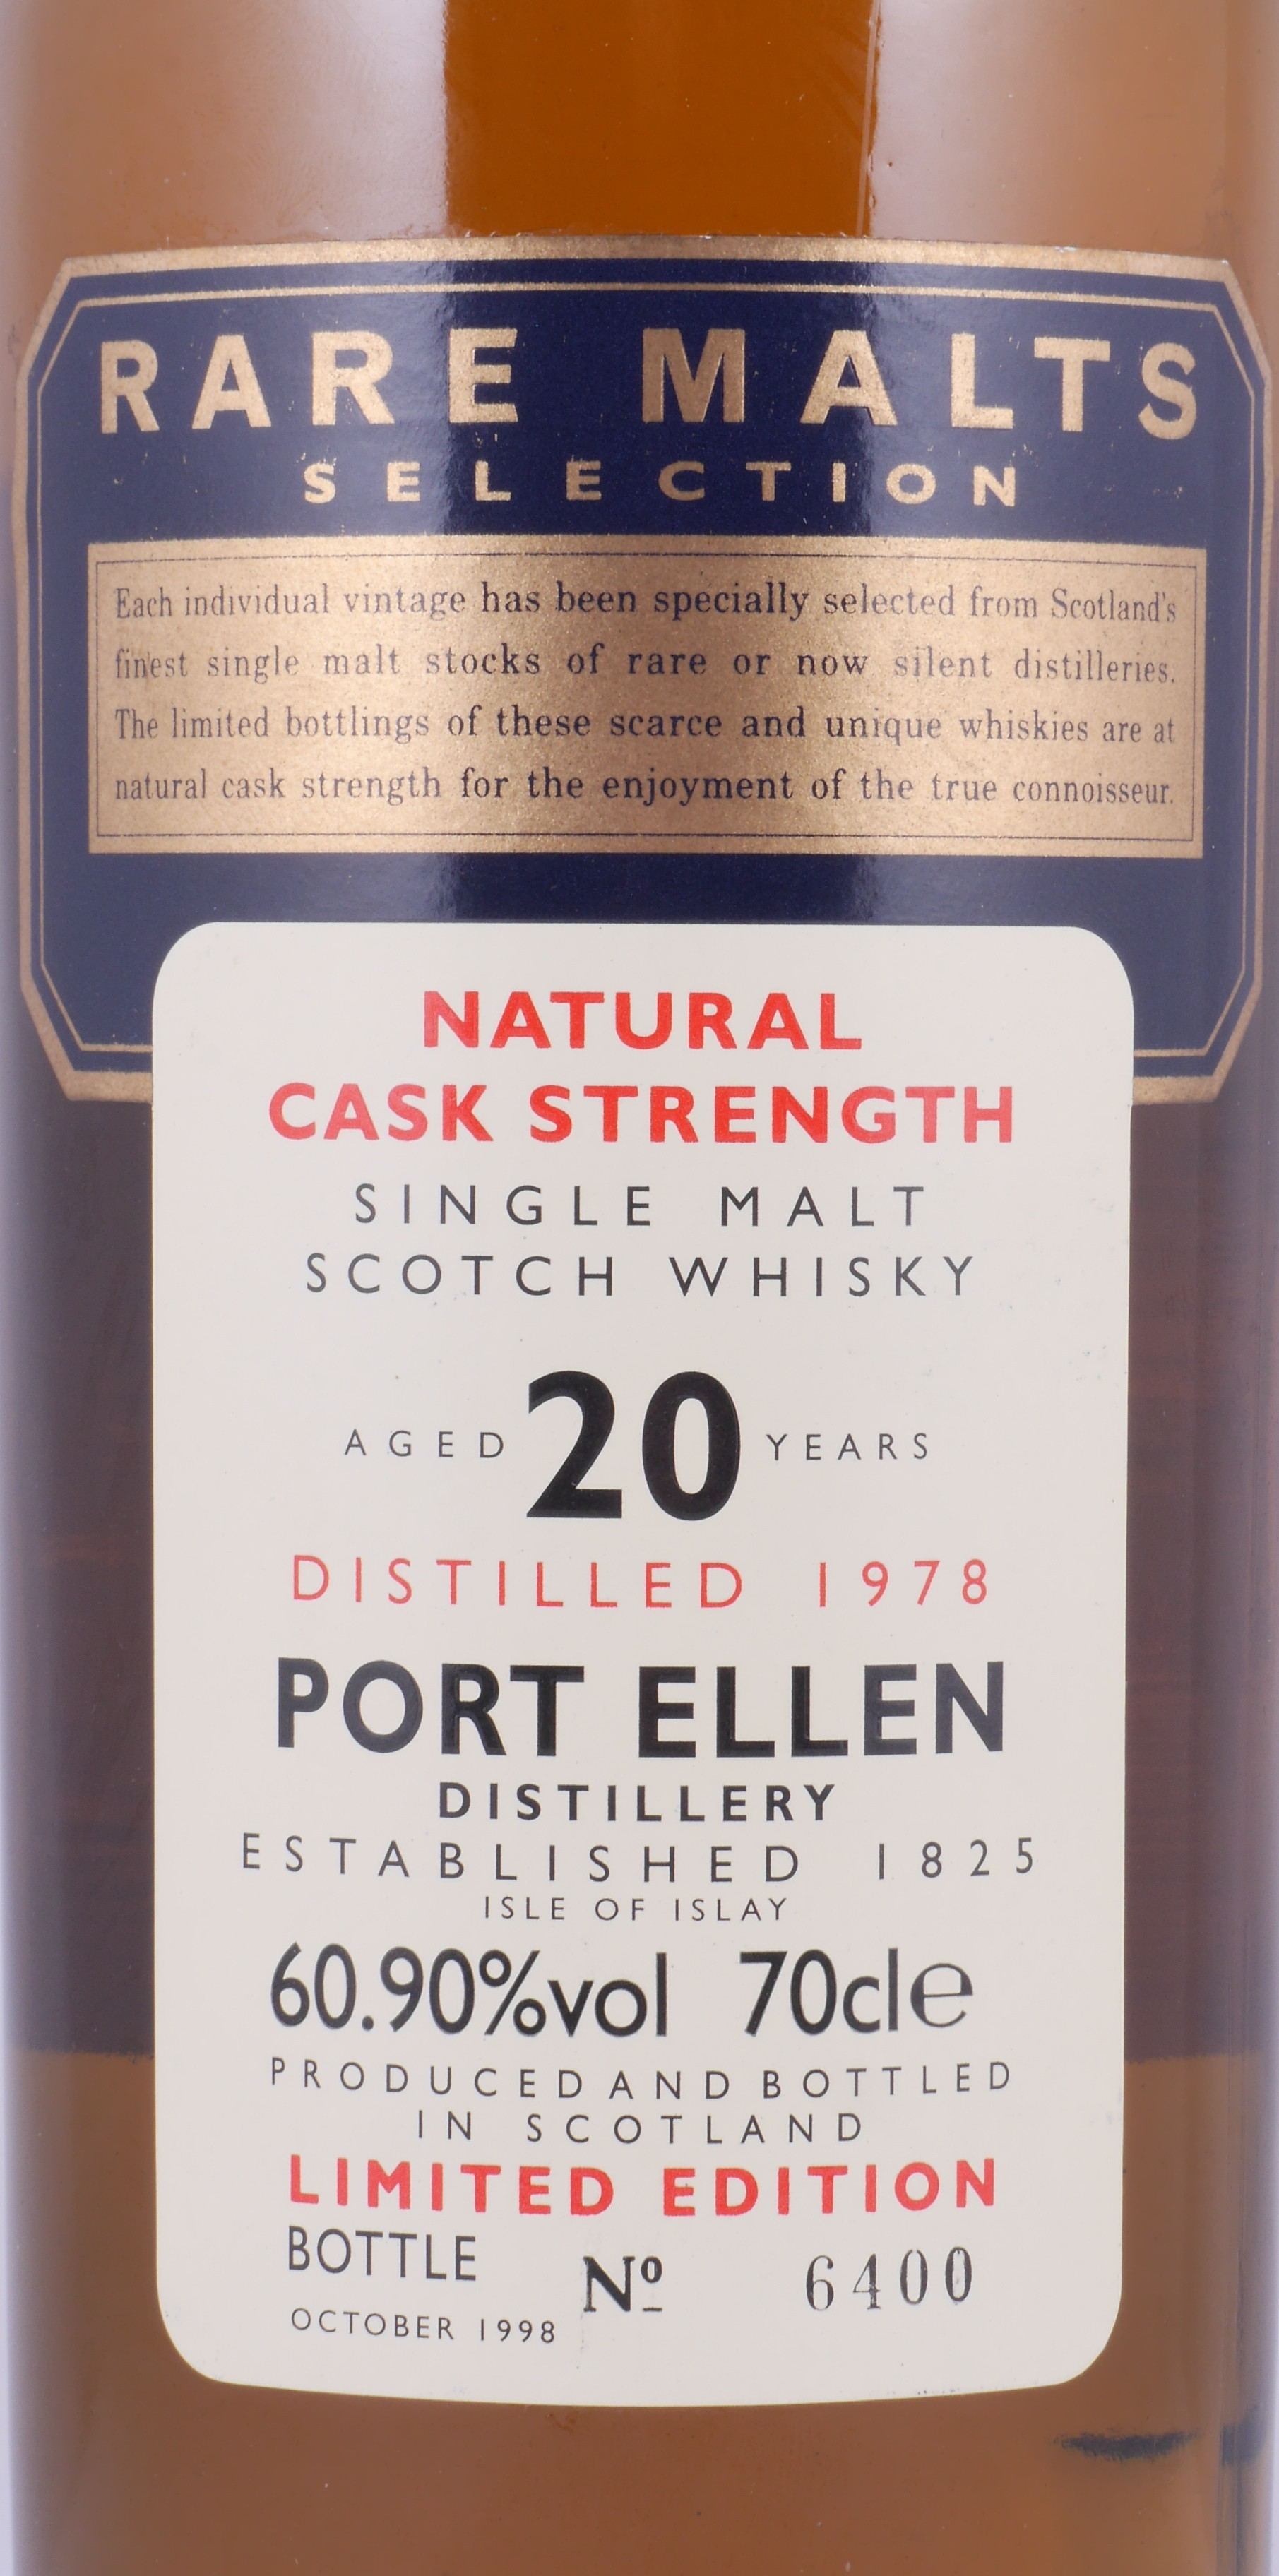 RARE MALTS
SELECTION
Each individual vintage has been specially selected from Scotland's
finest single malt stocks of rare or now silent distilleries.
The limited bottlings of these scarce and unique whiskies are at
natural cask strength for the enjoyment of the true connoisseur.
NATURAL
CASK STRENGTH
SINGLE MALT
SCOTCH WHISKY
AGED 20 YEARS
DISTILLED 1978
PORT ELLEN
DISTILLERY
ESTABLISHED 1825
ISLE OF ISLAY
60.90%vol 70cle
PRODUCED AND BOTTLED
IN SCOTLAND
LIMITED EDITION
BOTTLE Nº 6400
OCTOBER 1998